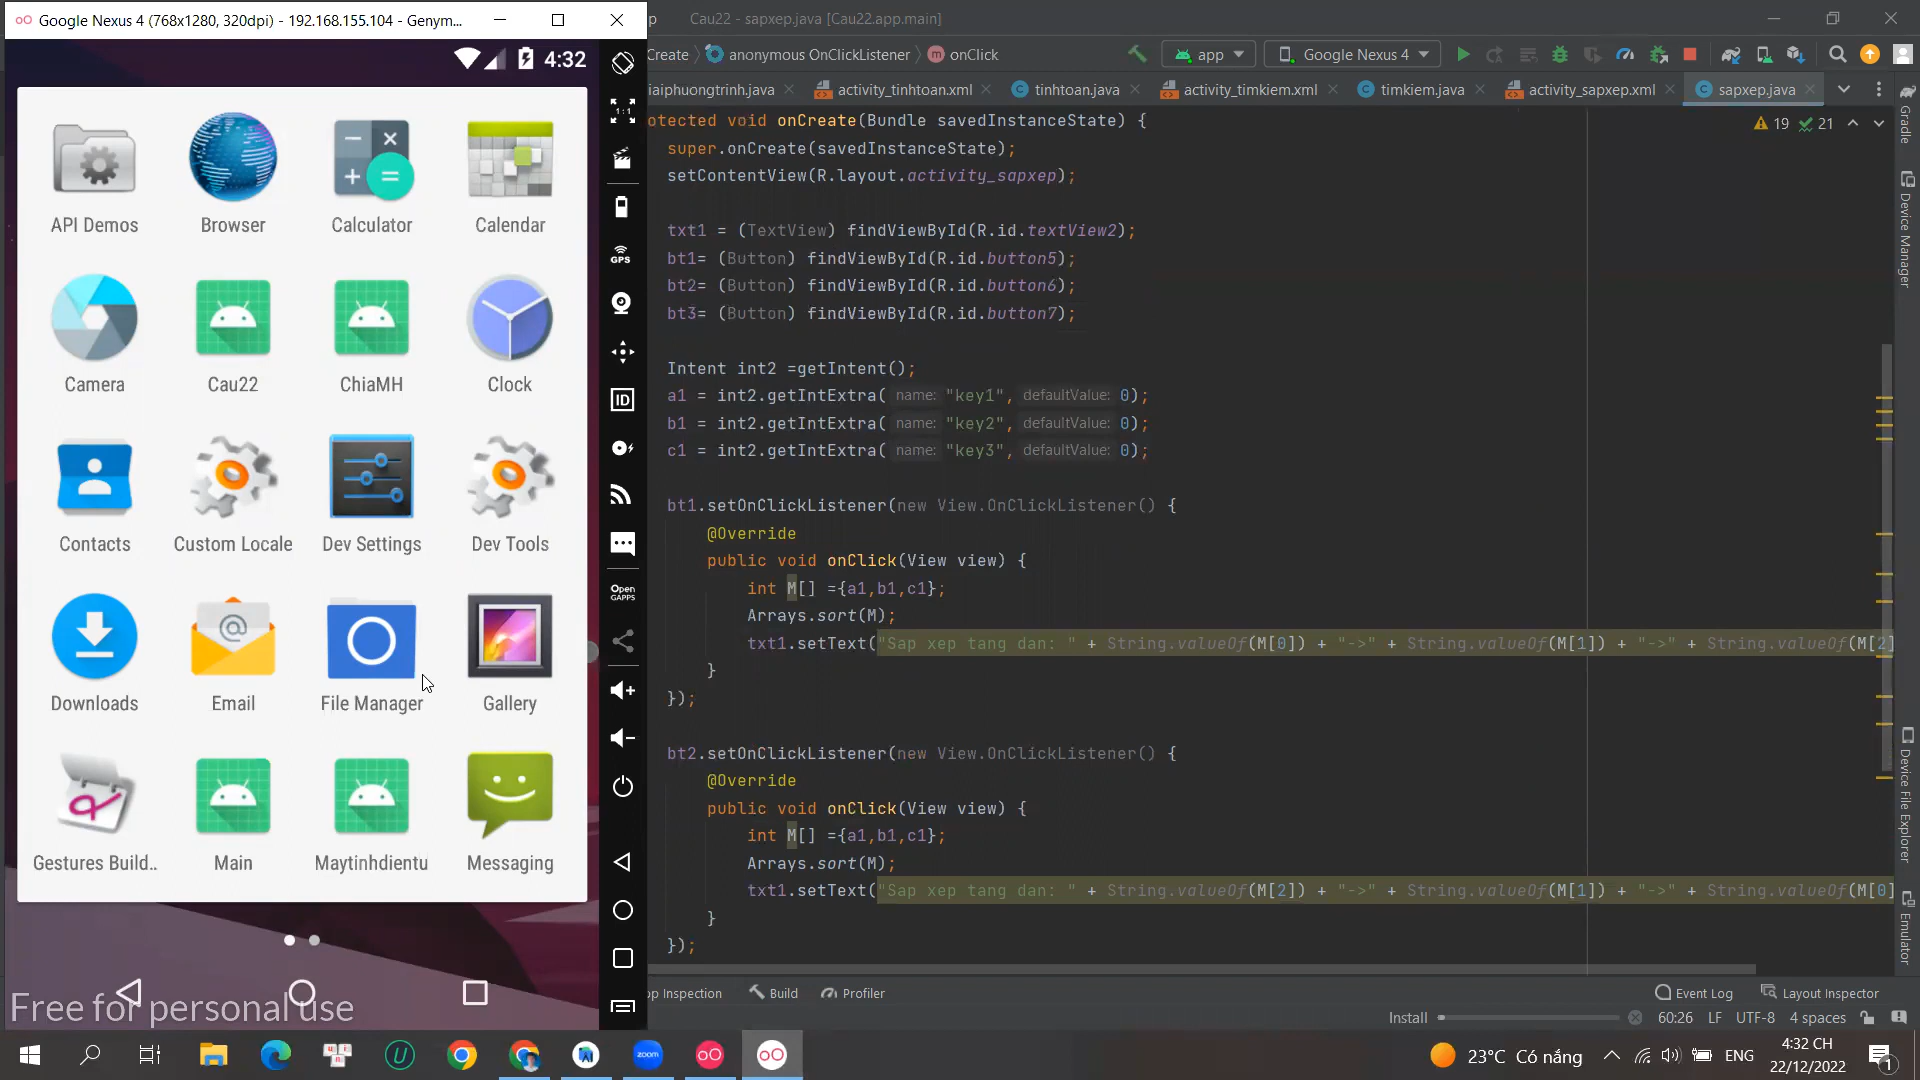 Google Nexus 4 (768x1280, 320dpi) - 192.168.155.104 - Genym...
4:32
API Demos
Browser
Calculator
Calendar
Camera
Cau22
ChiaMH
Clock
Contacts
Custom Locale
Dev Settings
Dev Tools
Downloads
Email
File Manager
Gallery
Gestures Build..
Main
Maytinhdientu
Messaging
Free for personal use
1:1
GPS
ID
Open
GAPPS
p Cau22 - sapxep.java [Cau22.app.main]
Create anonymous OnClickListener onClick app Google Nexus 4
iaiphuongtrinh.java activity_tinhtoan.xml tinhtoan.java activity_timkiem.xml timkiem.java activity_sapxep.xml sapxep.java
19 21
otected void onCreate(Bundle savedInstanceState) {
super.onCreate(savedInstanceState);
setContentView(R.layout.activity_sapxep);
txt1 = (TextView) findViewById(R.id.textView2);
bt1= (Button) findViewById(R.id.button5);
bt2= (Button) findViewById(R.id.button6);
bt3= (Button) findViewById(R.id.button7);
Intent int2 =getIntent();
a1 = int2.getIntExtra( name: "key1", defaultValue: 0);
b1 = int2.getIntExtra( name: "key2", defaultValue: 0);
c1 = int2.getIntExtra( name: "key3", defaultValue: 0);
bt1.setOnClickListener(new View.OnClickListener() {
@Override
public void onClick(View view) {
int M[] ={a1,b1,c1};
Arrays.sort(M);
txt1.setText("Sap xep tang dan: " + String.valueOf(M[0]) + "->" + String.valueOf(M[1]) + "->" + String.valueOf(M[2]
}
});
bt2.setOnClickListener(new View.OnClickListener() {
@Override
public void onClick(View view) {
int M[] ={a1,b1,c1};
Arrays.sort(M);
txt1.setText("Sap xep tang dan: " + String.valueOf(M[2]) + "->" + String.valueOf(M[1]) + "->" + String.valueOf(M[0]
}
});
Gradle
Device Manager
Device File Explorer
Emulator
pp Inspection Build Profiler Event Log Layout Inspector
Install 60:26 LF UTF-8 4 spaces
zoom
23°C Có nắng ENG
4:32 CH
22/12/2022
1